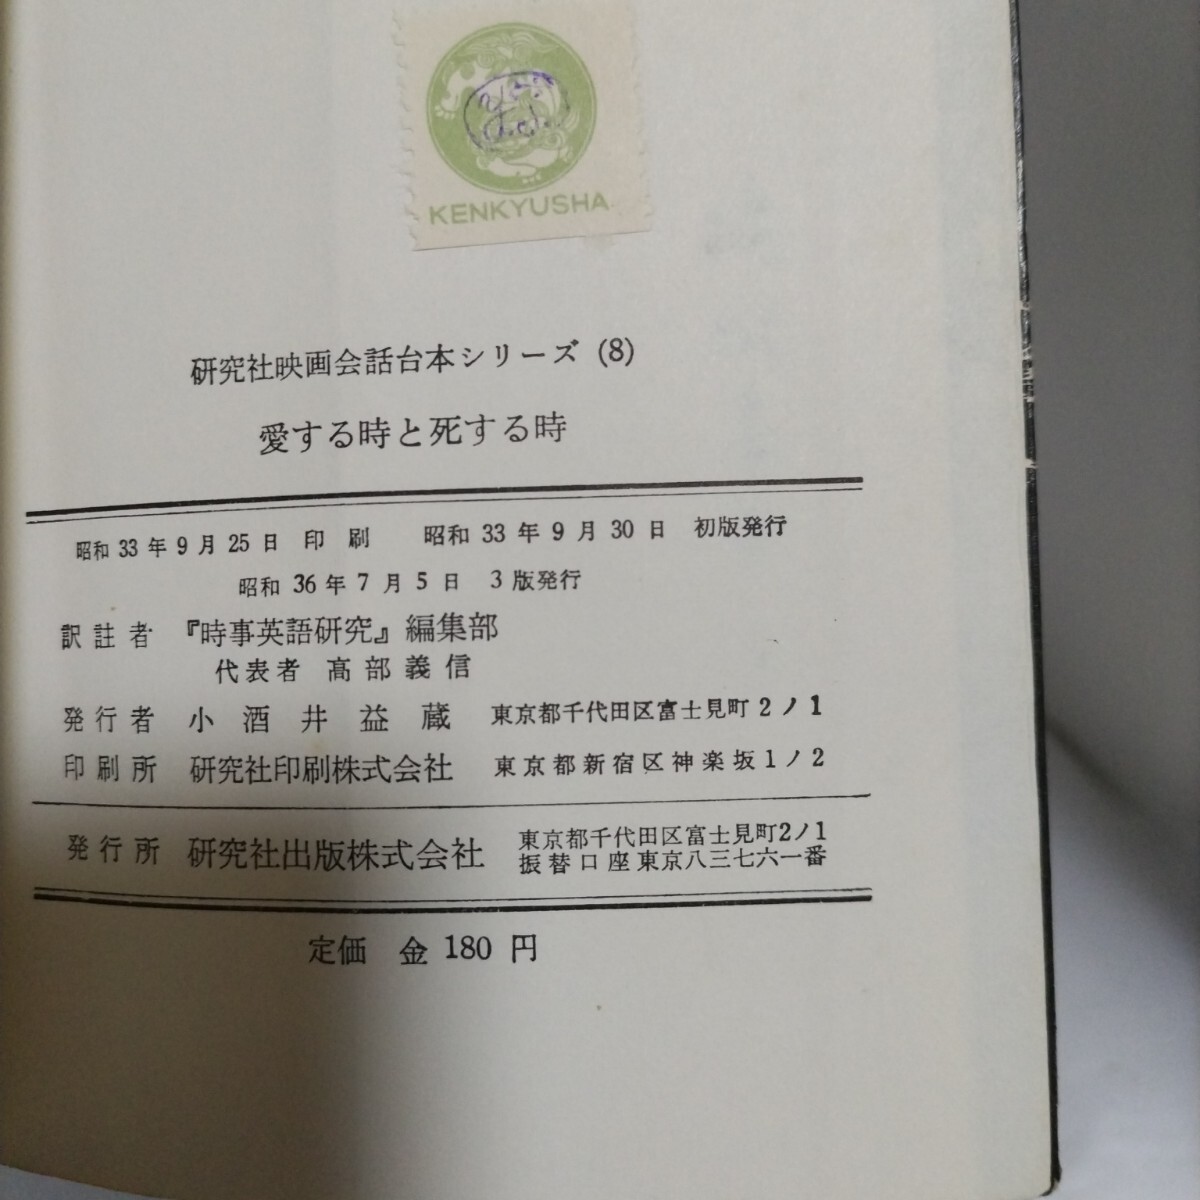 KENKYUSHA
研究社映画会話台本シリーズ (8)
愛する時と死する時
昭和 33 年 9 月 25 日 印 刷 昭和 33 年 9 月 30 日 初版発行
昭和 36 年 7 月 5 日 3 版発行
訳註者 『時事英語研究』編集部
代表者 高部義信
発行者 小酒井益蔵 東京都千代田区富士見町 2 ノ 1
印刷所 研究社印刷株式会社 東京都新宿区神楽坂 1 ノ 2
発行所 研究社出版株式会社 東京都千代田区富士見町2ノ1
振替口座東京八三七六一番
定価 金 180 円